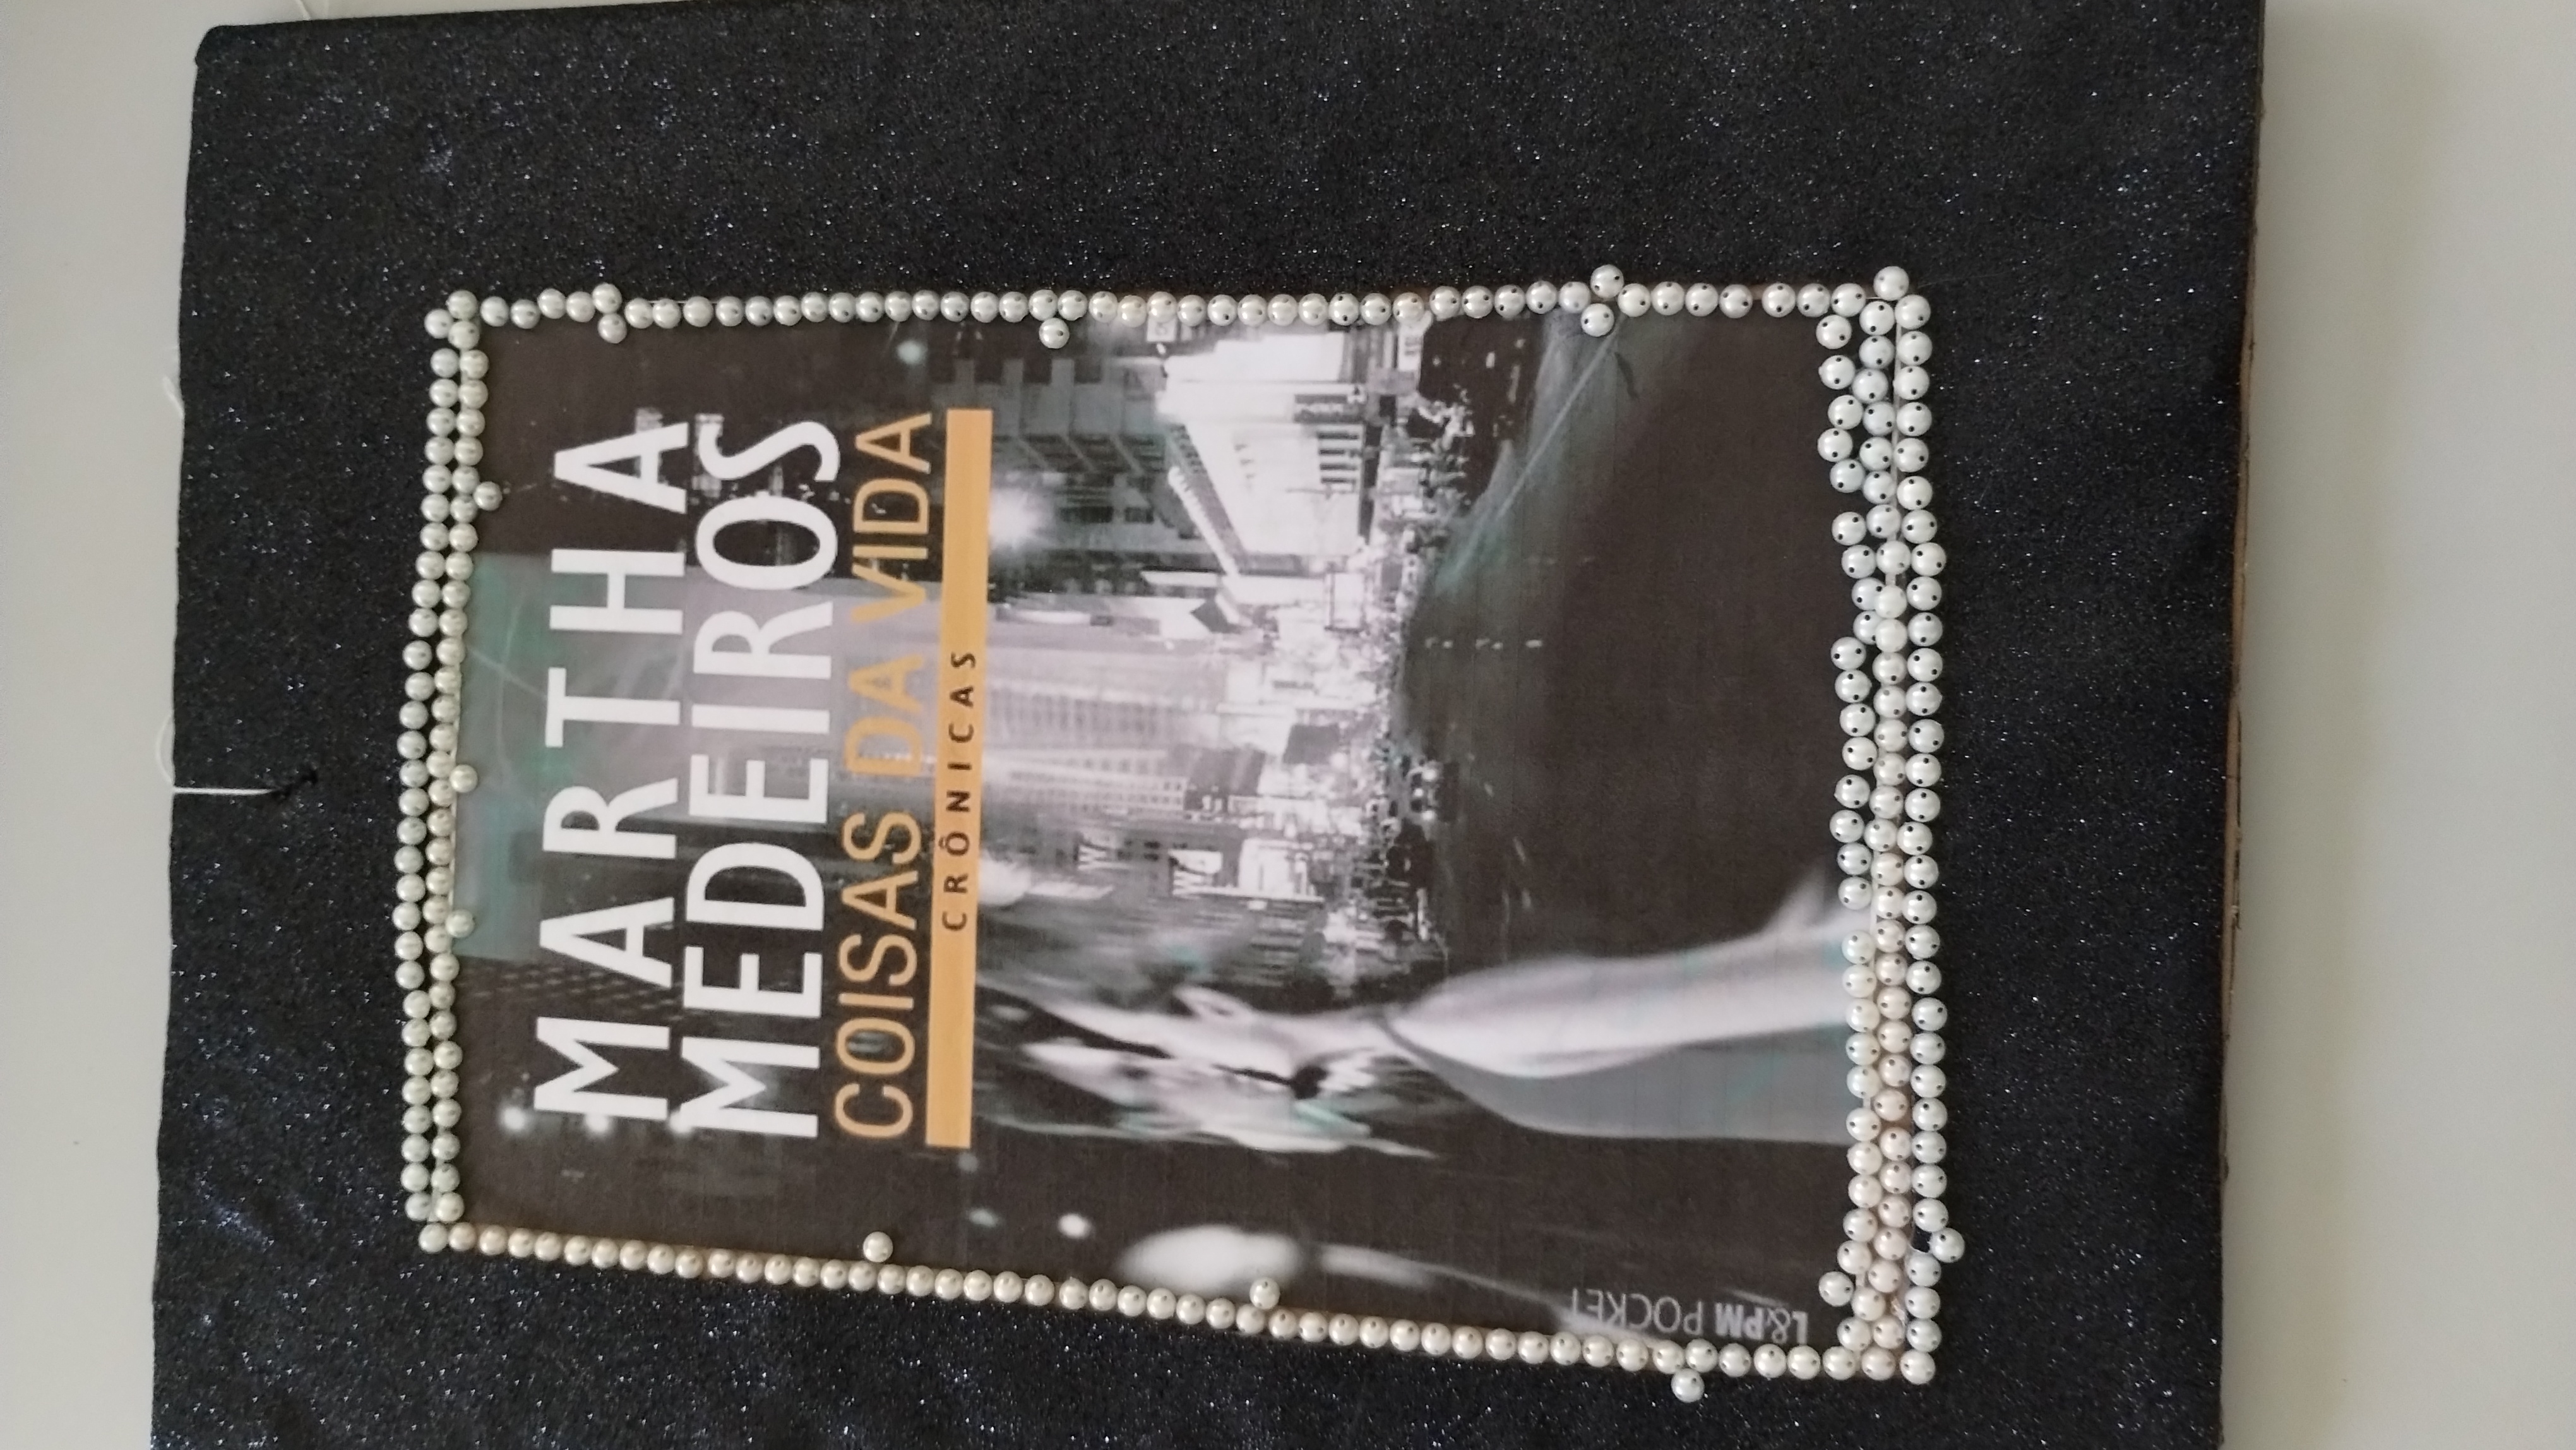 MARTHA
MEDEIROS
COISAS DA VIDA
CRÔNICAS
L&PM POCKET